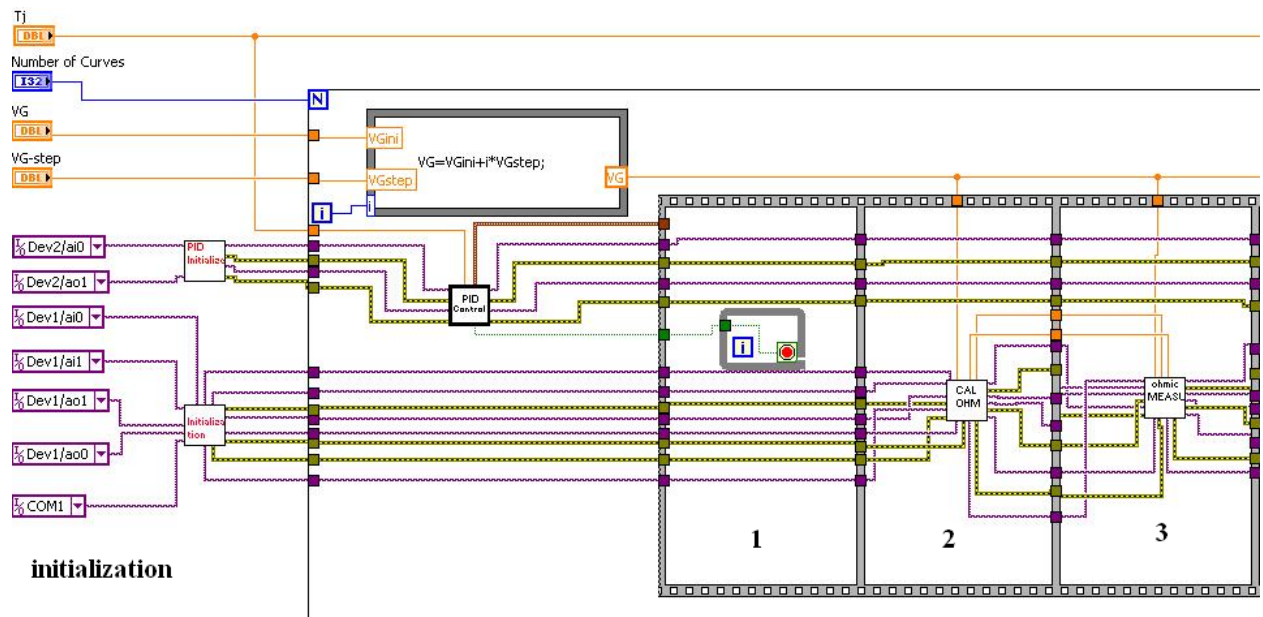 Tj
DBL
Number of Curves
I32
N
VG
DBL
VGini
VG=VGini+i*VGstep;
VG-step
DBL
VGstep
VG
i
i
Dev2/ai0
PID
Initialize
Dev2/ao1
PID
Control
Dev1/ai0
i
Dev1/ai1
CAL
OHM
ohmic
MEASU
Dev1/ao1
Initializa
tion
Dev1/ao0
COM1
1
2
3
initialization